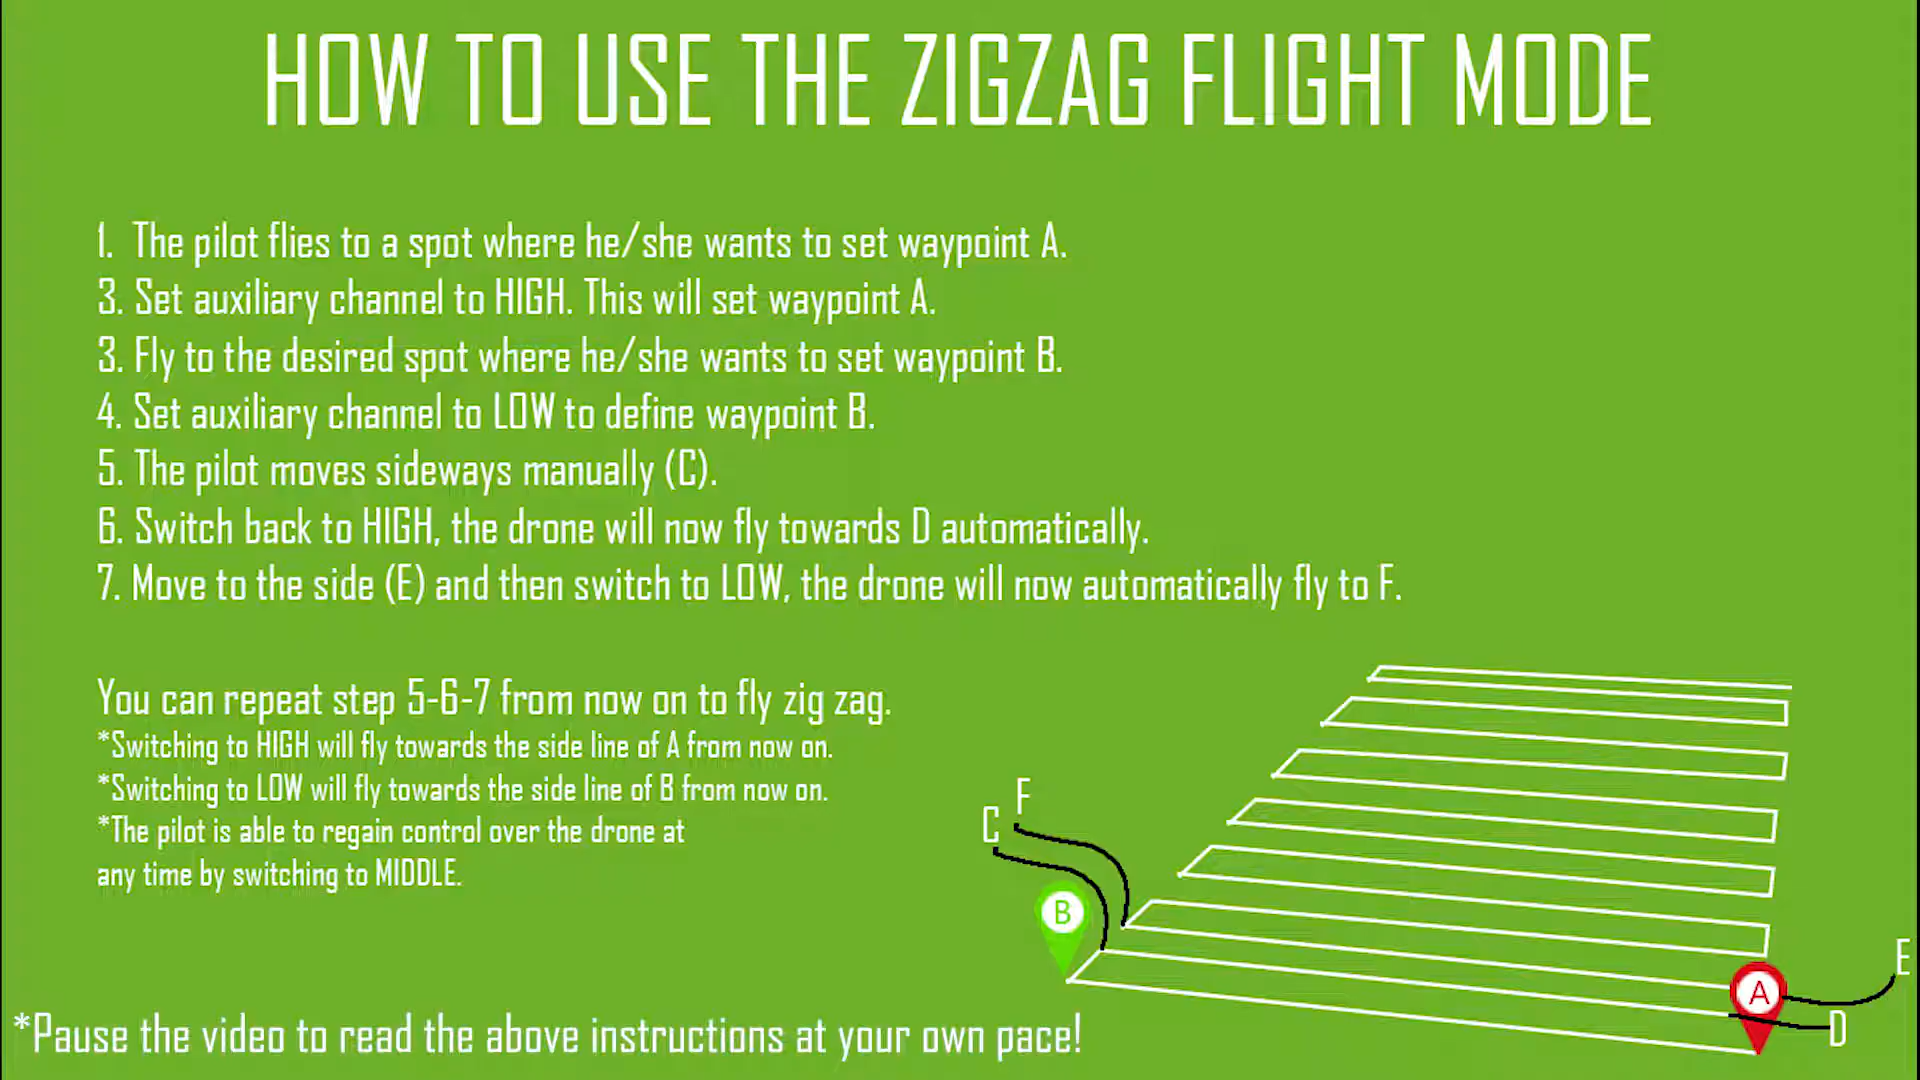 HOW TO USE THE ZIGZAG FLIGHT MODE
1. The pilot flies to a spot where he/she wants to set waypoint A.
3. Set auxiliary channel to HIGH. This will set waypoint A.
3. Fly to the desired spot where he/she wants to set waypoint B.
4. Set auxiliary channel to LOW to define waypoint B.
5. The pilot moves sideways manually (C).
6. Switch back to HIGH, the drone will now fly towards D automatically.
7. Move to the side (E) and then switch to LOW, the drone will now automatically fly to F.
You can repeat step 5-6-7 from now on to fly zig zag.
*Switching to HIGH will fly towards the side line of A from now on.
*Switching to LOW will fly towards the side line of B from now on.
*The pilot is able to regain control over the drone at
any time by switching to MIDDLE.
F
C
B
E
A
D
*Pause the video to read the above instructions at your own pace!